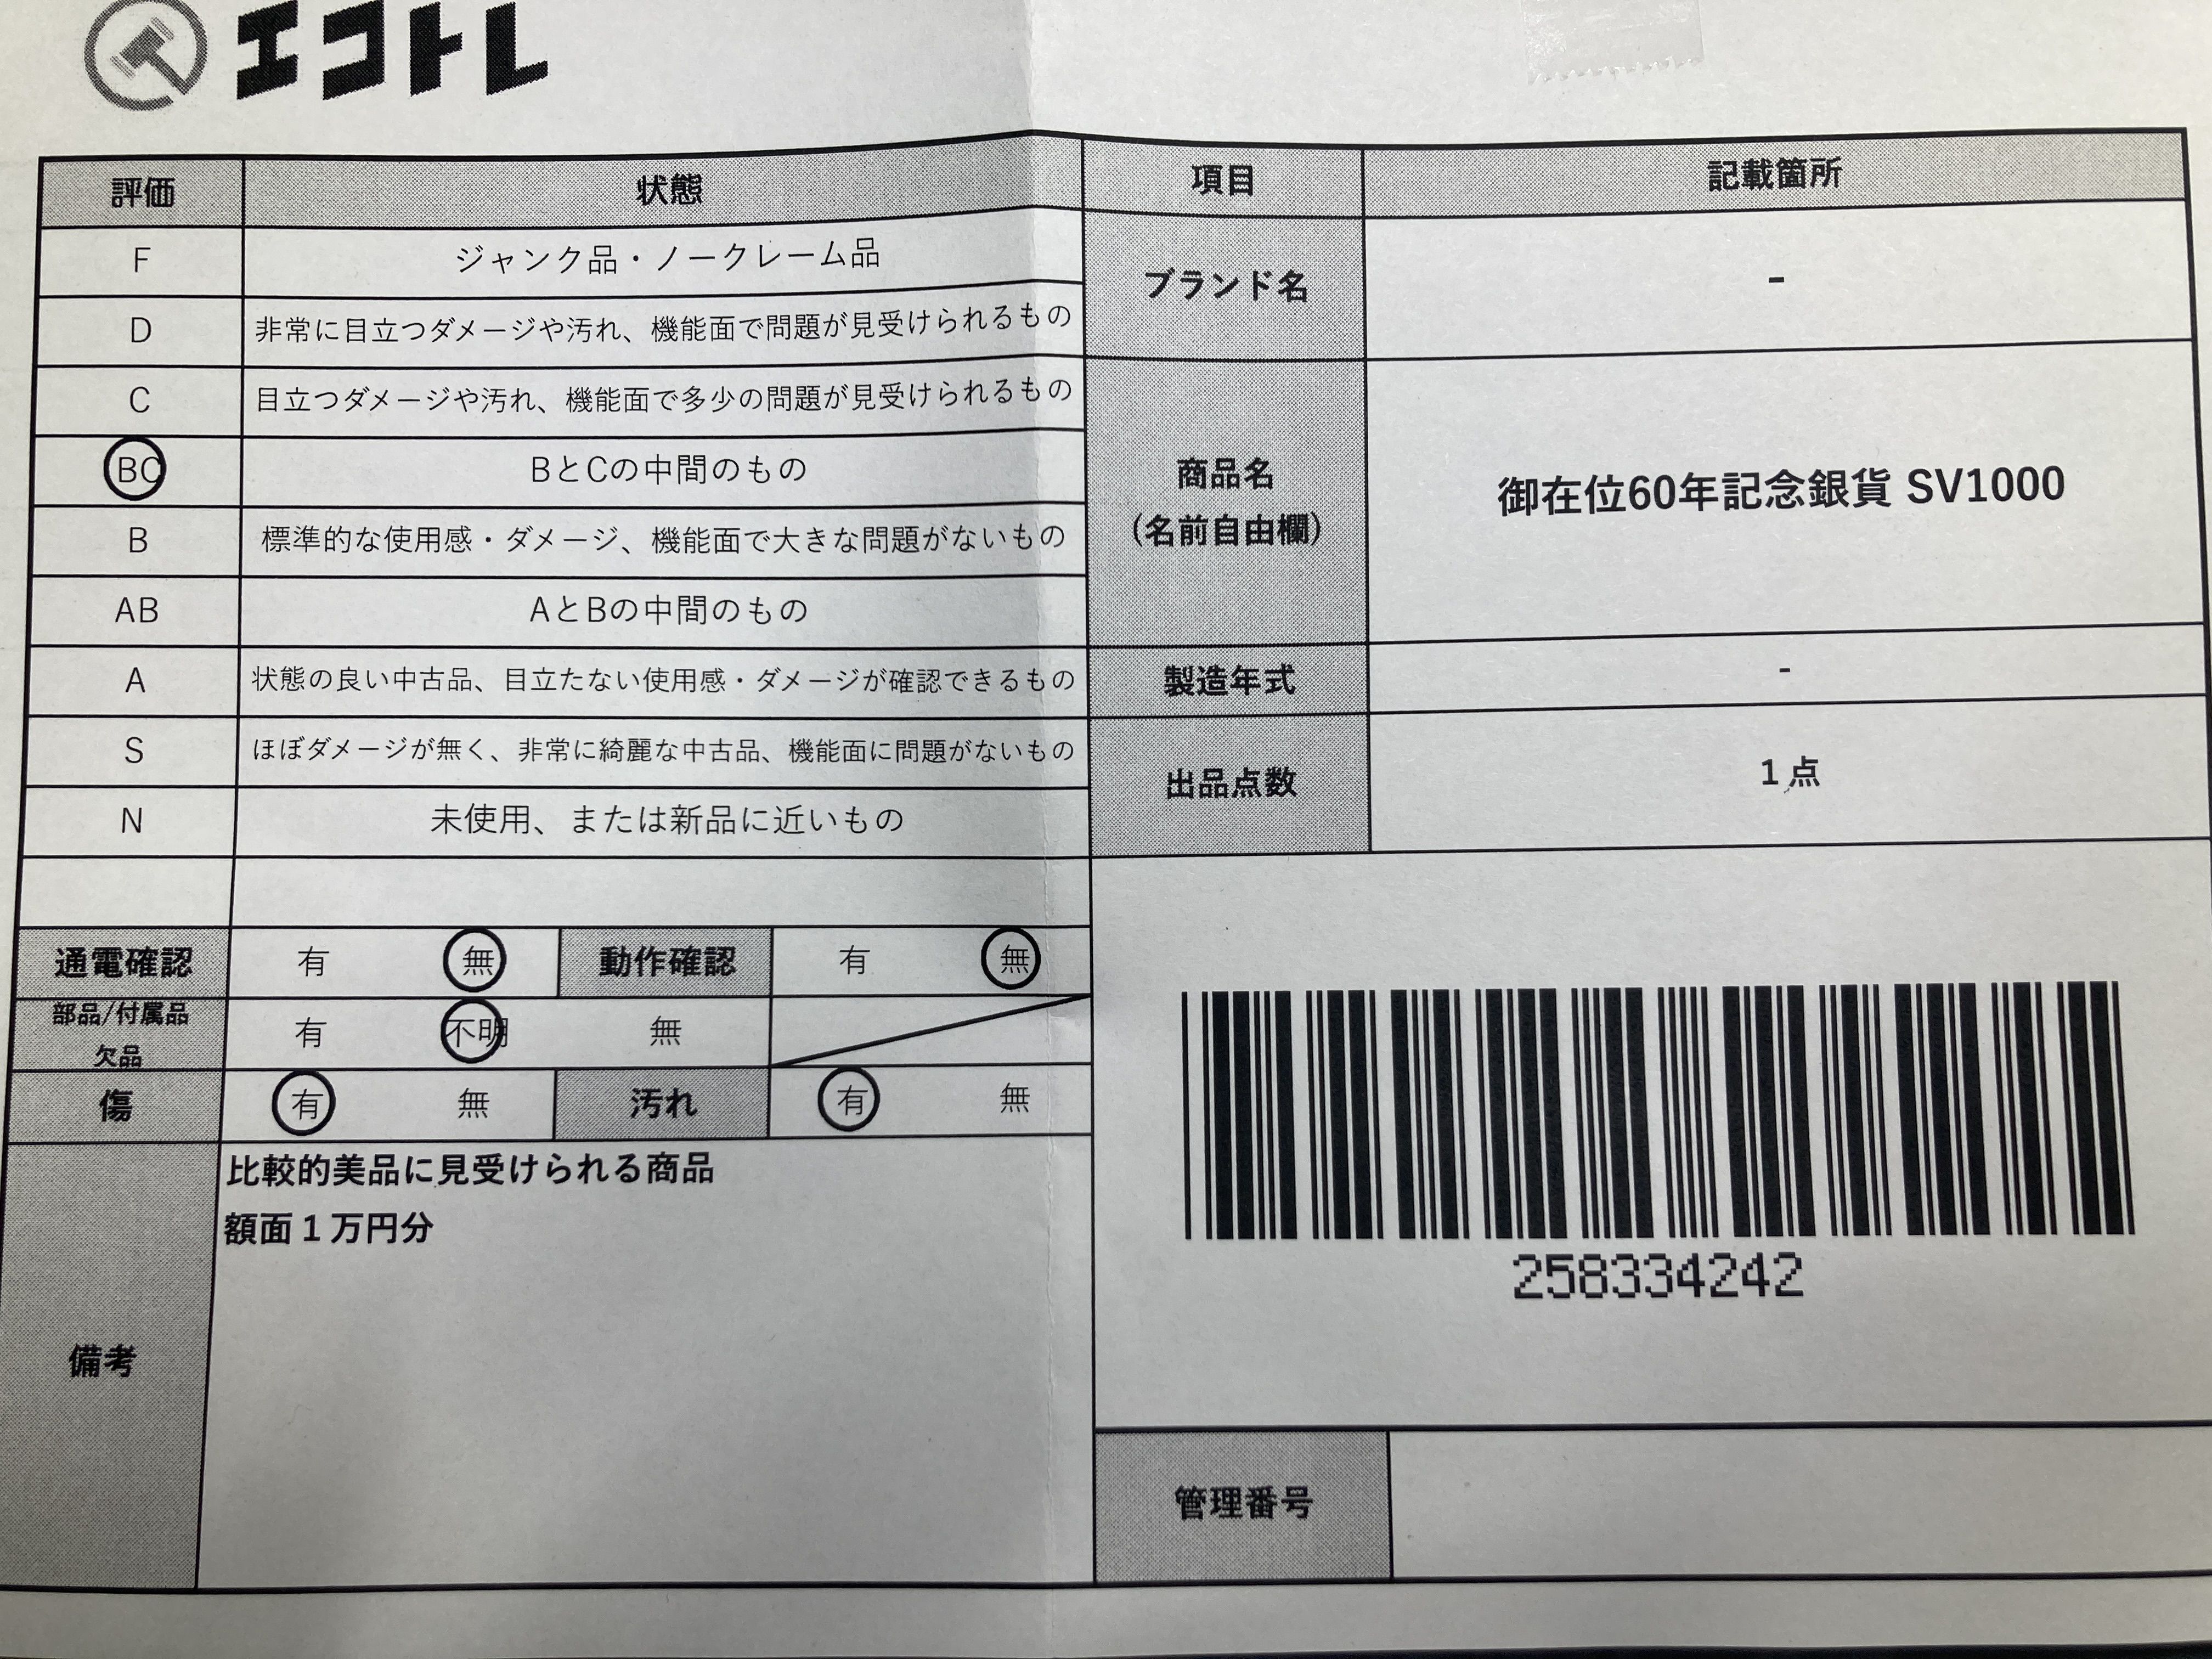 エコトレ
評価 状態
F ジャンク品・ノークレーム品
D 非常に目立つダメージや汚れ、機能面で問題が見受けられるもの
C 目立つダメージや汚れ、機能面で多少の問題が見受けられるもの
BC BとCの中間のもの
B 標準的な使用感・ダメージ、機能面で大きな問題がないもの
AB AとBの中間のもの
A 状態の良い中古品、目立たない使用感・ダメージが確認できるもの
S ほぼダメージが無く、非常に綺麗な中古品、機能面に問題がないもの
N 未使用、または新品に近いもの
通電確認 有 無 動作確認 有 無
部品/付属品
欠品 有 不明 無
傷 有 無 汚れ 有 無
備考
比較的美品に見受けられる商品
額面１万円分
項目 記載箇所
ブランド名 -
商品名
（名前自由欄）
御在位60年記念銀貨 SV1000
製造年式 -
出品点数 1点
258334242
管理番号